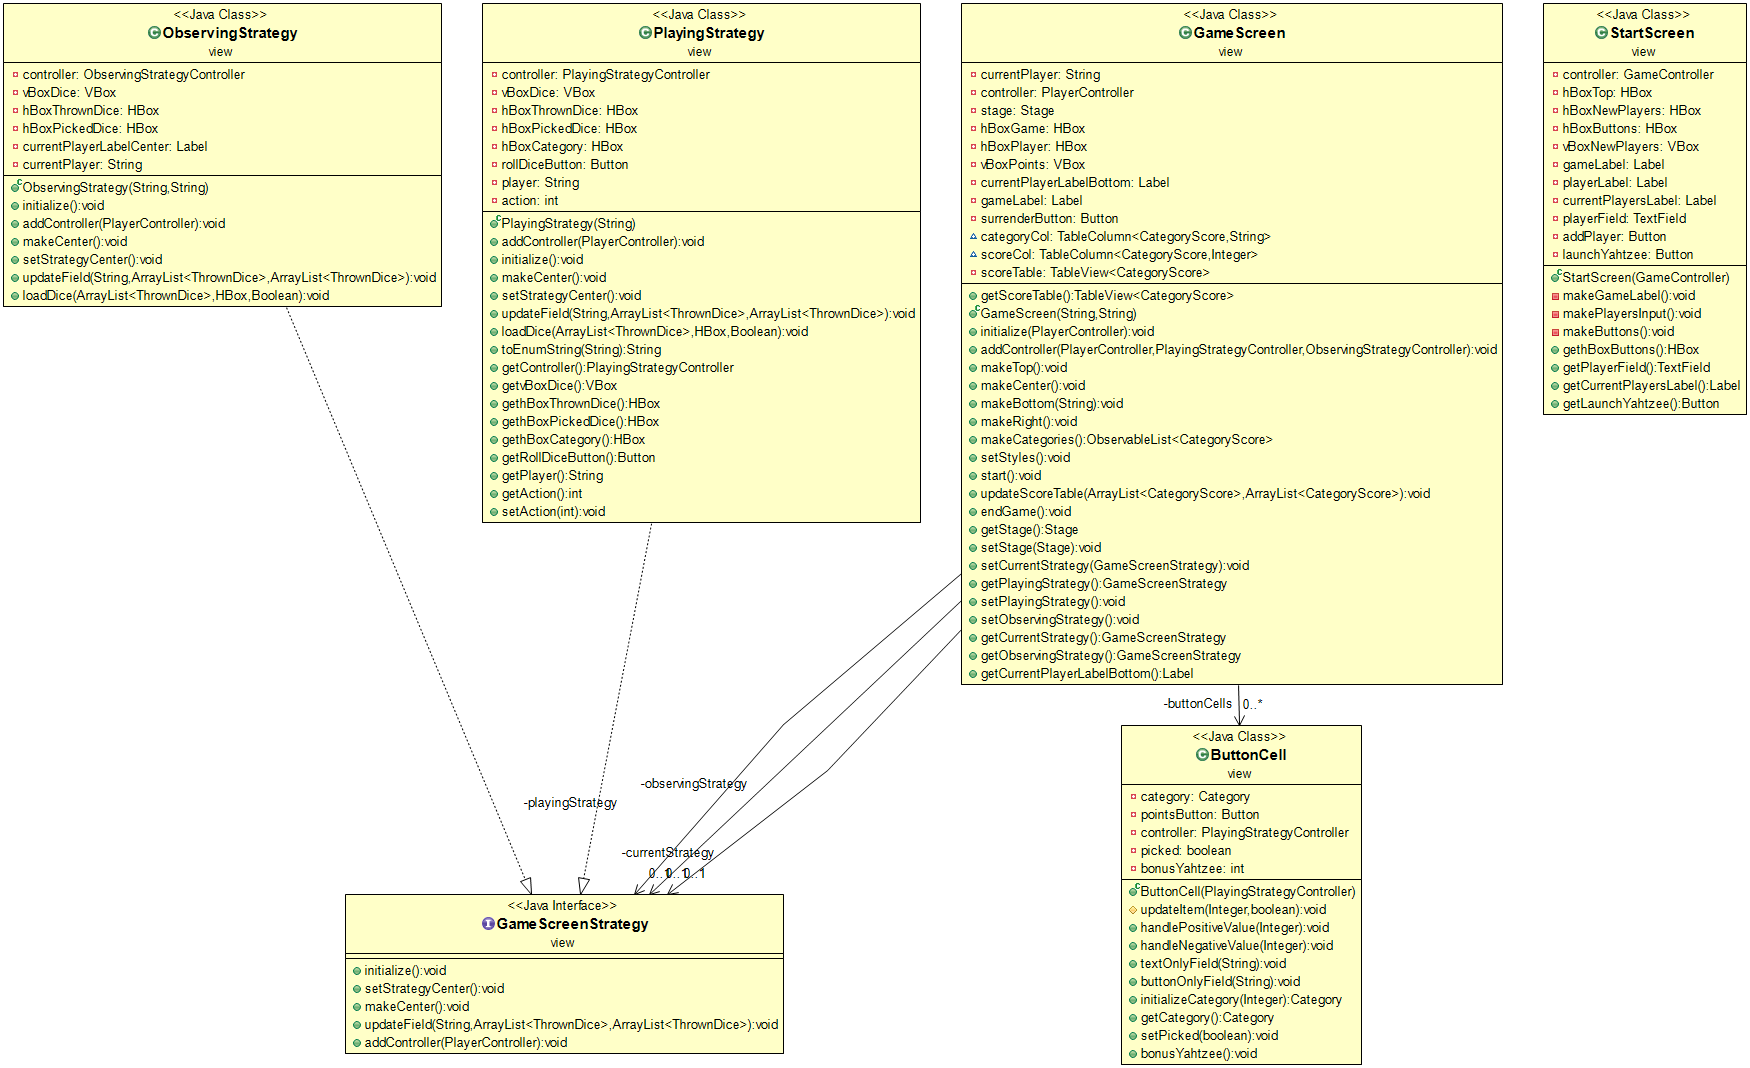 <<Java Class>>
ObservingStrategy
view
controller: ObservingStrategyController
vBoxDice: VBox
hBoxThrownDice: HBox
hBoxPickedDice: HBox
currentPlayerLabelCenter: Label
currentPlayer: String
ObservingStrategy(String,String)
initialize():void
addController(PlayerController):void
makeCenter():void
setStrategyCenter():void
updateField(String,ArrayList<ThrownDice>,ArrayList<ThrownDice>):void
loadDice(ArrayList<ThrownDice>,HBox,Boolean):void
<<Java Class>>
PlayingStrategy
view
controller: PlayingStrategyController
vBoxDice: VBox
hBoxThrownDice: HBox
hBoxPickedDice: HBox
hBoxCategory: HBox
rollDiceButton: Button
player: String
action: int
PlayingStrategy(String)
addController(PlayerController):void
initialize():void
makeCenter():void
setStrategyCenter():void
updateField(String,ArrayList<ThrownDice>,ArrayList<ThrownDice>):void
loadDice(ArrayList<ThrownDice>,HBox,Boolean):void
toEnumString(String):String
getController():PlayingStrategyController
getvBoxDice():VBox
gethBoxThrownDice():HBox
gethBoxPickedDice():HBox
gethBoxCategory():HBox
getRollDiceButton():Button
getPlayer():String
getAction():int
setAction(int):void
<<Java Class>>
GameScreen
view
currentPlayer: String
controller: PlayerController
stage: Stage
hBoxGame: HBox
hBoxPlayer: HBox
vBoxPoints: VBox
currentPlayerLabelBottom: Label
gameLabel: Label
surrenderButton: Button
categoryCol: TableColumn<CategoryScore,String>
scoreCol: TableColumn<CategoryScore,Integer>
scoreTable: TableView<CategoryScore>
getScoreTable():TableView<CategoryScore>
GameScreen(String,String)
initialize(PlayerController):void
addController(PlayerController,PlayingStrategyController,ObservingStrategyController):void
makeTop():void
makeCenter():void
makeBottom(String):void
makeRight():void
makeCategories():ObservableList<CategoryScore>
setStyles():void
start():void
updateScoreTable(ArrayList<CategoryScore>,ArrayList<CategoryScore>):void
endGame():void
getStage():Stage
setStage(Stage):void
setCurrentStrategy(GameScreenStrategy):void
getPlayingStrategy():GameScreenStrategy
setPlayingStrategy():void
setObservingStrategy():void
getCurrentStrategy():GameScreenStrategy
getObservingStrategy():GameScreenStrategy
getCurrentPlayerLabelBottom():Label
<<Java Class>>
StartScreen
view
controller: GameController
hBoxTop: HBox
hBoxNewPlayers: HBox
hBoxButtons: HBox
vBoxNewPlayers: VBox
gameLabel: Label
playerLabel: Label
currentPlayersLabel: Label
playerField: TextField
addPlayer: Button
launchYahtzee: Button
StartScreen(GameController)
makeGameLabel():void
makePlayersInput():void
makeButtons():void
gethBoxButtons():HBox
getPlayerField():TextField
getCurrentPlayersLabel():Label
getLaunchYahtzee():Button
-buttonCells
0..*
-observingStrategy
-playingStrategy
-currentStrategy
0..1
0..1
0..1
<<Java Class>>
ButtonCell
view
category: Category
pointsButton: Button
controller: PlayingStrategyController
picked: boolean
bonusYahtzee: int
ButtonCell(PlayingStrategyController)
updateItem(Integer,boolean):void
handlePositiveValue(Integer):void
handleNegativeValue(Integer):void
textOnlyField(String):void
buttonOnlyField(String):void
initializeCategory(Integer):Category
getCategory():Category
setPicked(boolean):void
bonusYahtzee():void
<<Java Interface>>
GameScreenStrategy
view
initialize():void
setStrategyCenter():void
makeCenter():void
updateField(String,ArrayList<ThrownDice>,ArrayList<ThrownDice>):void
addController(PlayerController):void